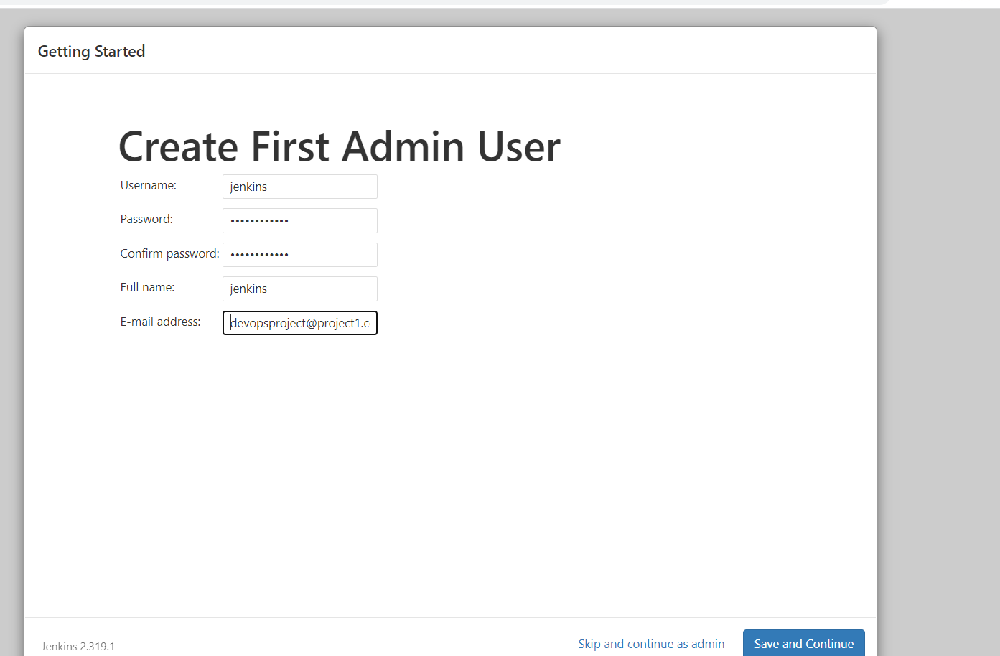 Getting Started
Create First Admin User
Username: jenkins
Password: ••••••••••••
Confirm password: ••••••••••••
Full name: jenkins
E-mail address: devopsproject@project1.c
Jenkins 2.319.1 Skip and continue as admin Save and Continue